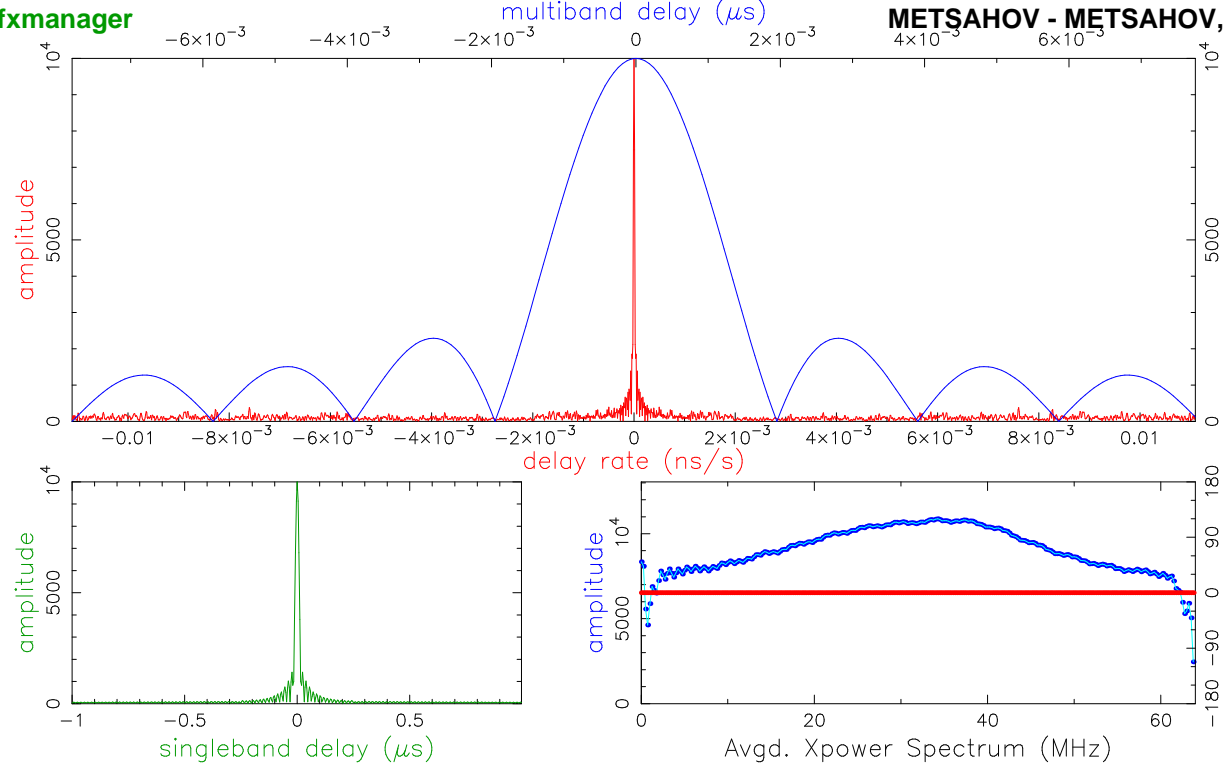 fxmanager
multiband delay (μs)
METSAHOV - METSAHOV,
−6×10⁻³ −4×10⁻³ −2×10⁻³ 0 2×10⁻³ 4×10⁻³ 6×10⁻³
amplitude
0 5000 10⁴
0 5000 10⁴
−0.01 −8×10⁻³ −6×10⁻³ −4×10⁻³ −2×10⁻³ 0 2×10⁻³ 4×10⁻³ 6×10⁻³ 8×10⁻³ 0.01
delay rate (ns/s)
amplitude
0 5000 10⁴
−1 −0.5 0 0.5
singleband delay (μs)
amplitude
0 5000 10⁴
−180 −90 0 90 180
0 20 40 60
Avgd. Xpower Spectrum (MHz)